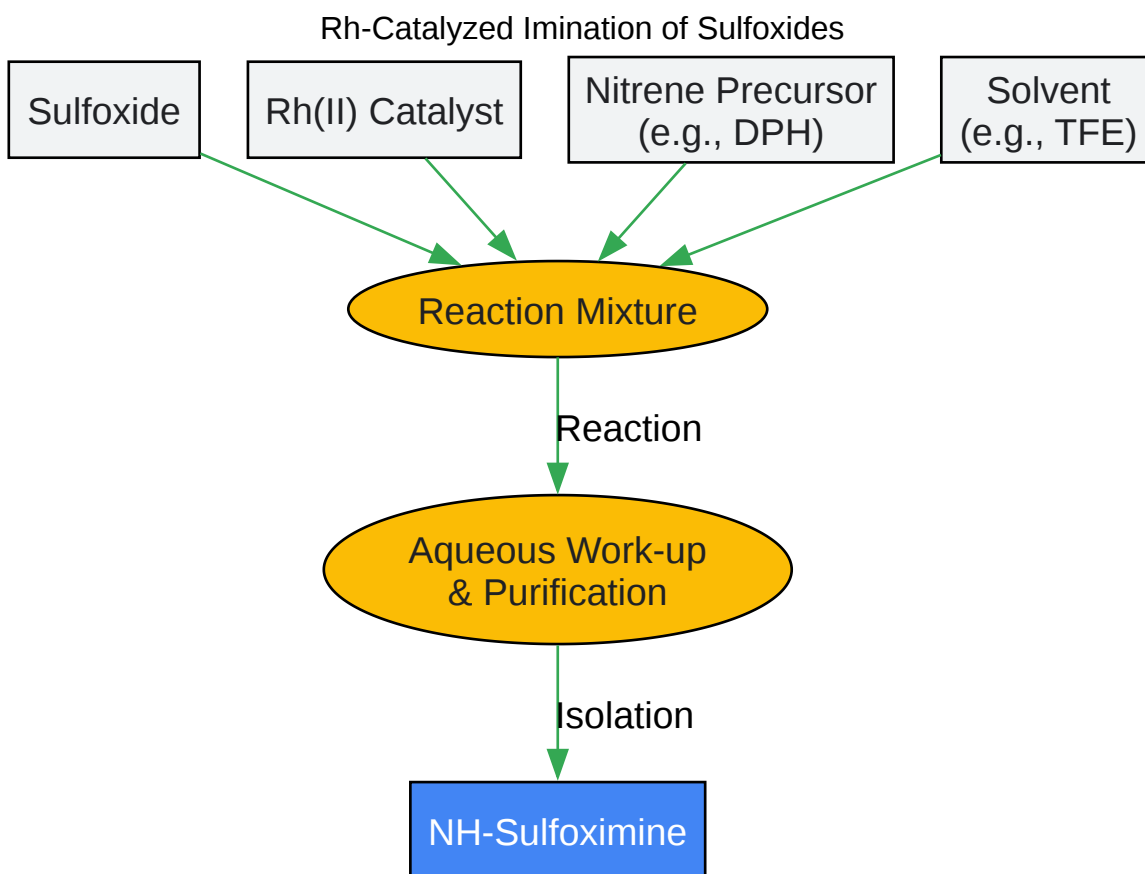 Rh-Catalyzed Imination of Sulfoxides
Sulfoxide
Rh(II) Catalyst
Nitrene Precursor
(e.g., DPH)
Solvent
(e.g., TFE)
Reaction Mixture
Reaction
Aqueous Work-up
& Purification
Isolation
NH-Sulfoximine